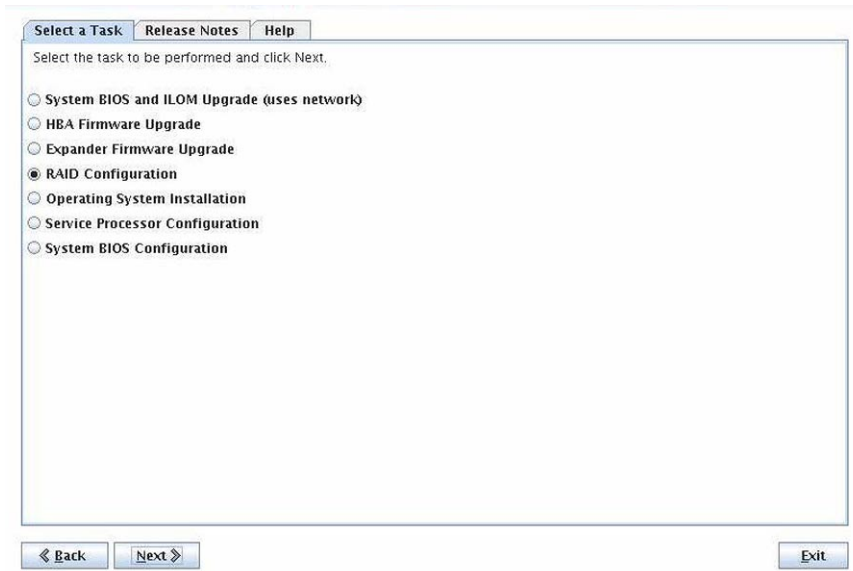 Select a Task Release Notes Help
Select the task to be performed and click Next.
System BIOS and ILOM Upgrade (uses network)
HBA Firmware Upgrade
Expander Firmware Upgrade
RAID Configuration
Operating System Installation
Service Processor Configuration
System BIOS Configuration
Back Next Exit